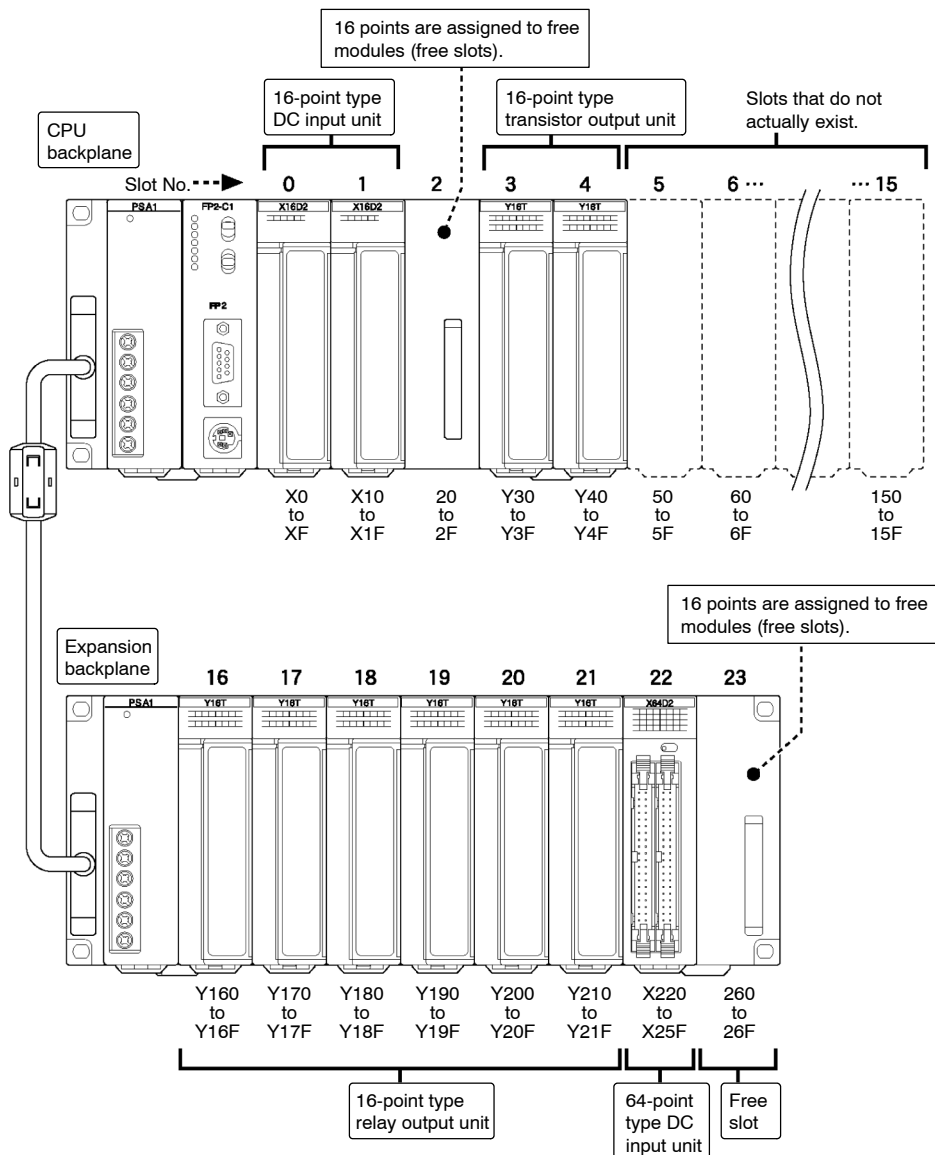 16 points are assigned to free
modules (free slots).
16-point type
DC input unit
16-point type
transistor output unit
Slots that do not
actually exist.
CPU
backplane
Slot No.
0 1 2 3 4 5 6 ··· ··· 15
PSA1 FP2-C1 X16D2 X16D2 Y16T Y16T
FP2
X0
to
XF
X10
to
X1F
20
to
2F
Y30
to
Y3F
Y40
to
Y4F
50
to
5F
60
to
6F
150
to
15F
16 points are assigned to free
modules (free slots).
Expansion
backplane
16 17 18 19 20 21 22 23
PSA1 Y16T Y16T Y16T Y16T Y16T Y16T X64D2
Y160
to
Y16F
Y170
to
Y17F
Y180
to
Y18F
Y190
to
Y19F
Y200
to
Y20F
Y210
to
Y21F
X220
to
X25F
260
to
26F
16-point type
relay output unit
64-point
type DC
input unit
Free
slot